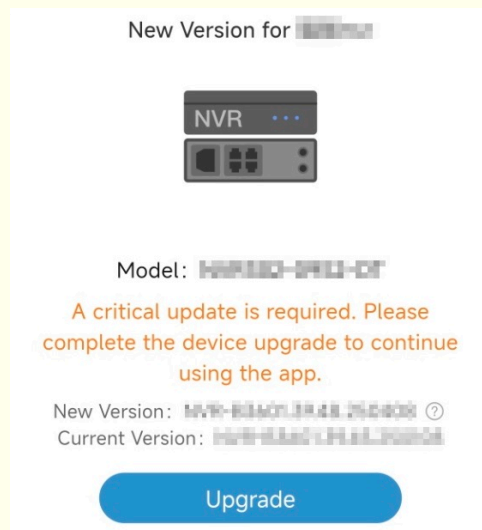 New Version for
NVR
Model:
A critical update is required. Please
complete the device upgrade to continue
using the app.
New Version:
Current Version:
Upgrade